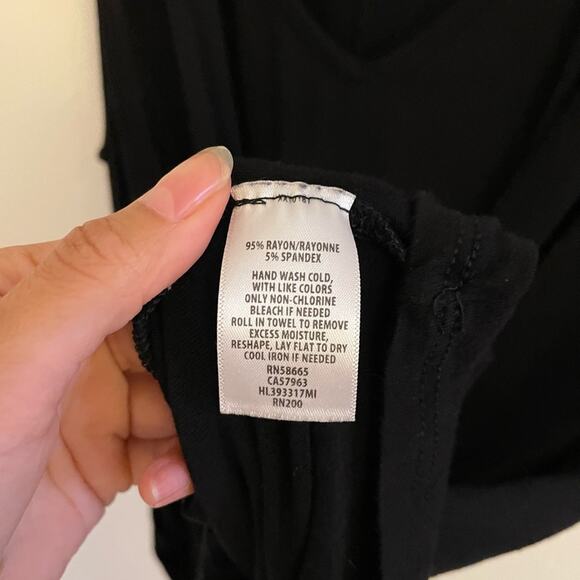 95% RAYON/RAYONNE
5% SPANDEX
HAND WASH COLD,
WITH LIKE COLORS
ONLY NON-CHLORINE
BLEACH IF NEEDED
ROLL IN TOWEL TO REMOVE
EXCESS MOISTURE,
RESHAPE, LAY FLAT TO DRY
COOL IRON IF NEEDED
RN58665
CA57963
HL393317MI
RN200